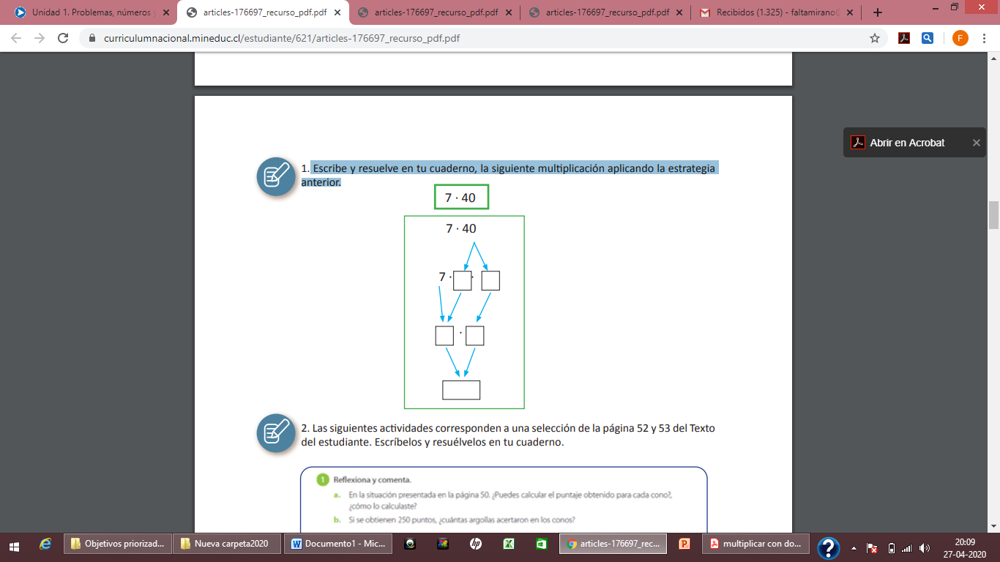 Unidad 1. Problemas, números y
articles-176697_recurso_pdf.pdf
articles-176697_recurso_pdf.pdf
articles-176697_recurso_pdf.pdf
Recibidos (1.325) - faltamirano@
curriculumnacional.mineduc.cl/estudiante/621/articles-176697_recurso_pdf.pdf
F
Abrir en Acrobat
1. Escribe y resuelve en tu cuaderno, la siguiente multiplicación aplicando la estrategia
anterior.
7 · 40
7 · 40
7 · ·
·
2. Las siguientes actividades corresponden a una selección de la página 52 y 53 del Texto
del estudiante. Escríbelos y resuélvelos en tu cuaderno.
1 Reflexiona y comenta.
a. En la situación presentada en la página 50. ¿Puedes calcular el puntaje obtenido para cada cono?,
¿cómo lo calculaste?
b. Si se obtienen 250 puntos, ¿cuántas argollas acertaron en los conos?
Objetivos priorizad...
Nueva carpeta2020
Documento1 - Mic...
articles-176697_rec...
multiplicar con do...
20:09
27-04-2020